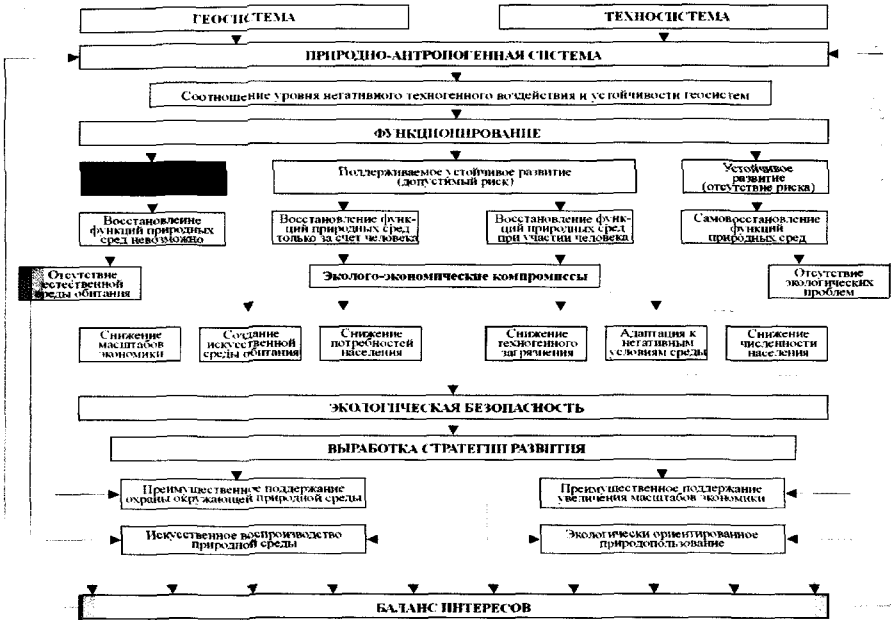 ГЕОСИСТЕМА
ТЕХНОСИСТЕМА
ПРИРОДНО-АНТРОПОГЕННАЯ СИСТЕМА
Соотношение уровня негативного техногенного воздействия и устойчивости геосистем
ФУНКЦИОНИРОВАНИЕ
Поддерживаемое устойчивое развитие
(допустимый риск)
Устойчивое
развитие
(отсутствие риска)
Восстановление
функций природных
сред невозможно
Восстановление функ-
ций природных сред
только за счет человека
Восстановление функ-
ций природных сред
при участии человека
Самовосстановление
функций
природных сред
Отсутствие
естественной
среды обитания
Эколого-экономические компромиссы
Отсутствие
экологических
проблем
Снижение
масштабов
экономики
Создание
искусственной
среды обитания
Снижение
потребностей
населения
Снижение
техногенного
загрязнения
Адаптация к
негативным
условиям среды
Снижение
численности
населения
ЭКОЛОГИЧЕСКАЯ БЕЗОПАСНОСТЬ
ВЫРАБОТКА СТРАТЕГИИ РАЗВИТИЯ
Преимущественное поддержание
охраны окружающей природной среды
Преимущественное поддержание
увеличения масштабов экономики
Искусственное воспроизводство
природной среды
Экологически ориентированное
природопользование
БАЛАНС ИНТЕРЕСОВ